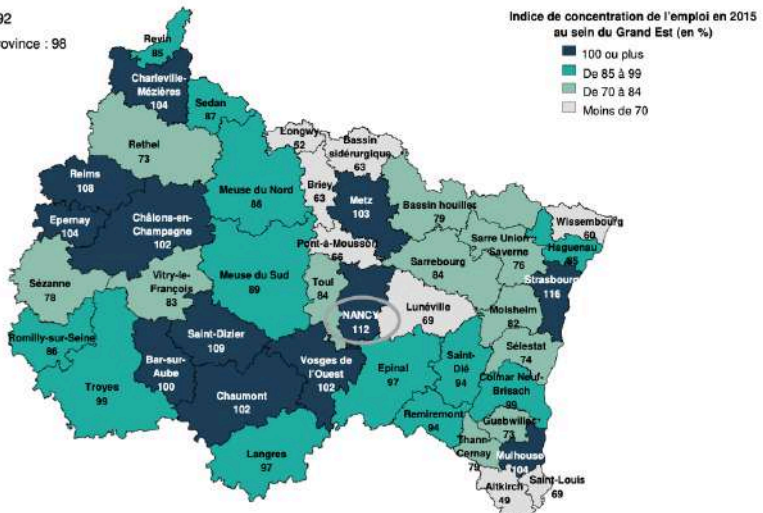 92
rovince : 98
Indice de concentration de l'emploi en 2015
au sein du Grand Est (en %)
100 ou plus
De 85 à 99
De 70 à 84
Moins de 70
Revin
85
Charleville-
Mézières
104
Sedan
87
Rethel
73
Longwy
52
Bassin
sidérurgique
63
Reims
108
Meuse du Nord
86
Briey
63
Metz
103
Bassin houiller
79
Wissembourg
60
Epernay
104
Châlons-en-
Champagne
102
Pont-à-Mousson
66
Sarre Union
Saverne
76
Haguenau
85
Sarrebourg
84
Strasbourg
116
Sézanne
78
Vitry-le-
François
83
Meuse du Sud
89
Toul
84
NANCY
112
Lunéville
69
Molsheim
82
Romilly-sur-Seine
86
Saint-Dizier
109
Sélestat
74
Bar-sur-
Aube
100
Vosges de
l'Ouest
102
Epinal
97
Saint-
Dié
94
Colmar Neuf-
Brisach
99
Troyes
99
Chaumont
102
Remiremont
94
Guebwiller
73
Thann-
Cernay
79
Mulhouse
104
Langres
97
Altkirch
49
Saint-Louis
69